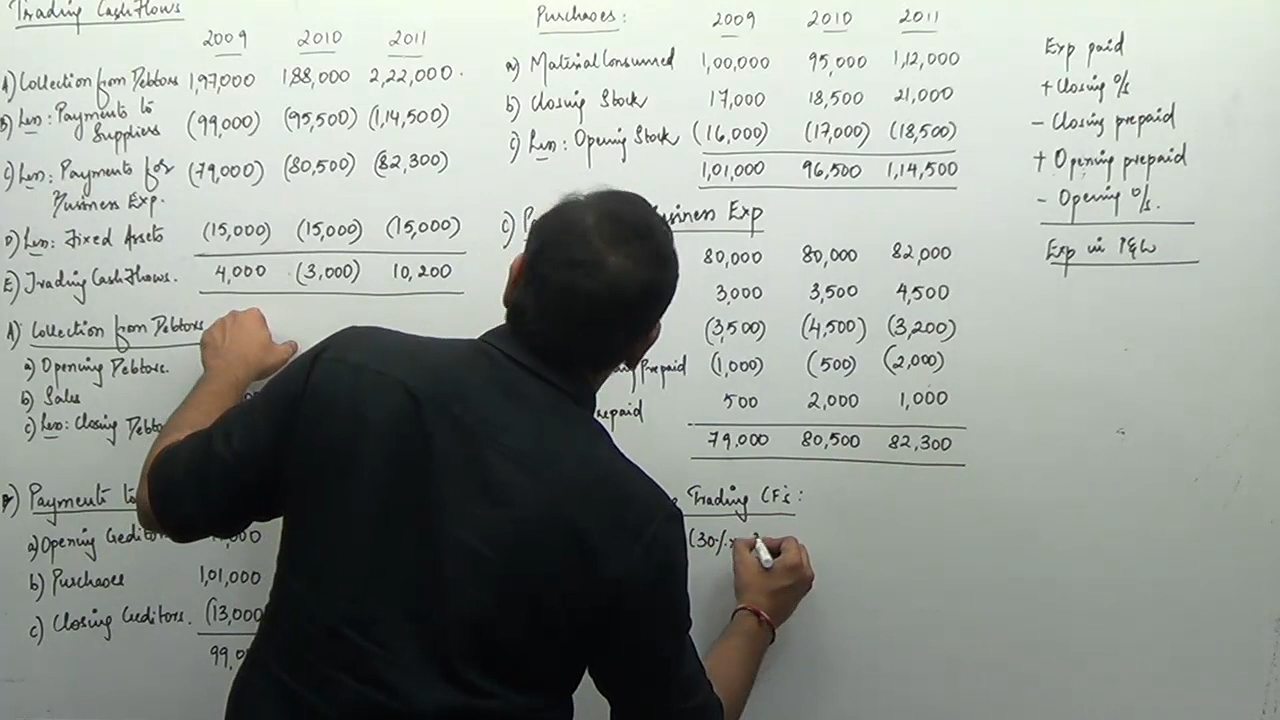 Trading CashFlows
2009 2010 2011
A) Collection from Debtors 1,97,000 1,88,000 2,22,000
B) Less: Payments to Suppliers (99,000) (95,500) (1,14,500)
C) Less: Payments for Business Exp. (79,000) (80,500) (82,300)
D) Less: Fixed Assets (15,000) (15,000) (15,000)
E) Trading CashFlows. 4,000 (3,000) 10,200
A) Collection from Debtors
a) Opening Debtors.
b) Sales
c) Less: Closing
Payments to
a) Opening Creditors
b) Purchases 1,01,000
c) Closing Creditors. (13,000
Purchases:
2009 2010 2011
a) Material Consumed 1,00,000 95,000 1,12,000
b) Closing Stock 17,000 18,500 21,000
c) Less: Opening Stock (16,000) (17,000) (18,500)
1,01,000 96,500 1,14,500
C) Business Exp
80,000 80,000 82,000
3,000 3,500 4,500
(3,500) (4,500) (3,200)
Prepaid (1,000) (500) (2,000)
prepaid 500 2,000 1,000
79,000 80,500 82,300
Trading CF's:
(30%
Exp paid
+ Closing o/s
- Closing prepaid
+ Opening prepaid
- Opening o/s.
Exp in P&L